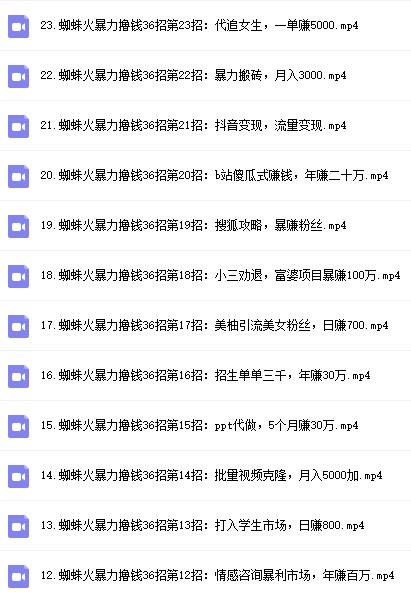 23.蜘蛛火暴力撸钱36招第23招：代追女生，一单赚5000.mp4
22.蜘蛛火暴力撸钱36招第22招：暴力搬砖，月入3000.mp4
21.蜘蛛火暴力撸钱36招第21招：抖音变现，流量变现.mp4
20.蜘蛛火暴力撸钱36招第20招：b站傻瓜式赚钱，年赚二十万.mp4
19.蜘蛛火暴力撸钱36招第19招：搜狐攻略，暴赚粉丝.mp4
18.蜘蛛火暴力撸钱36招第18招：小三劝退，富婆项目暴赚100万.mp4
17.蜘蛛火暴力撸钱36招第17招：美柚引流美女粉丝，日赚700.mp4
16.蜘蛛火暴力撸钱36招第16招：招生单单三千，年赚30万.mp4
15.蜘蛛火暴力撸钱36招第15招：ppt代做，5个月赚30万.mp4
14.蜘蛛火暴力撸钱36招第14招：批量视频克隆，月入5000加.mp4
13.蜘蛛火暴力撸钱36招第13招：打入学生市场，日赚800.mp4
12.蜘蛛火暴力撸钱36招第12招：情感咨询暴利市场，年赚百万.mp4